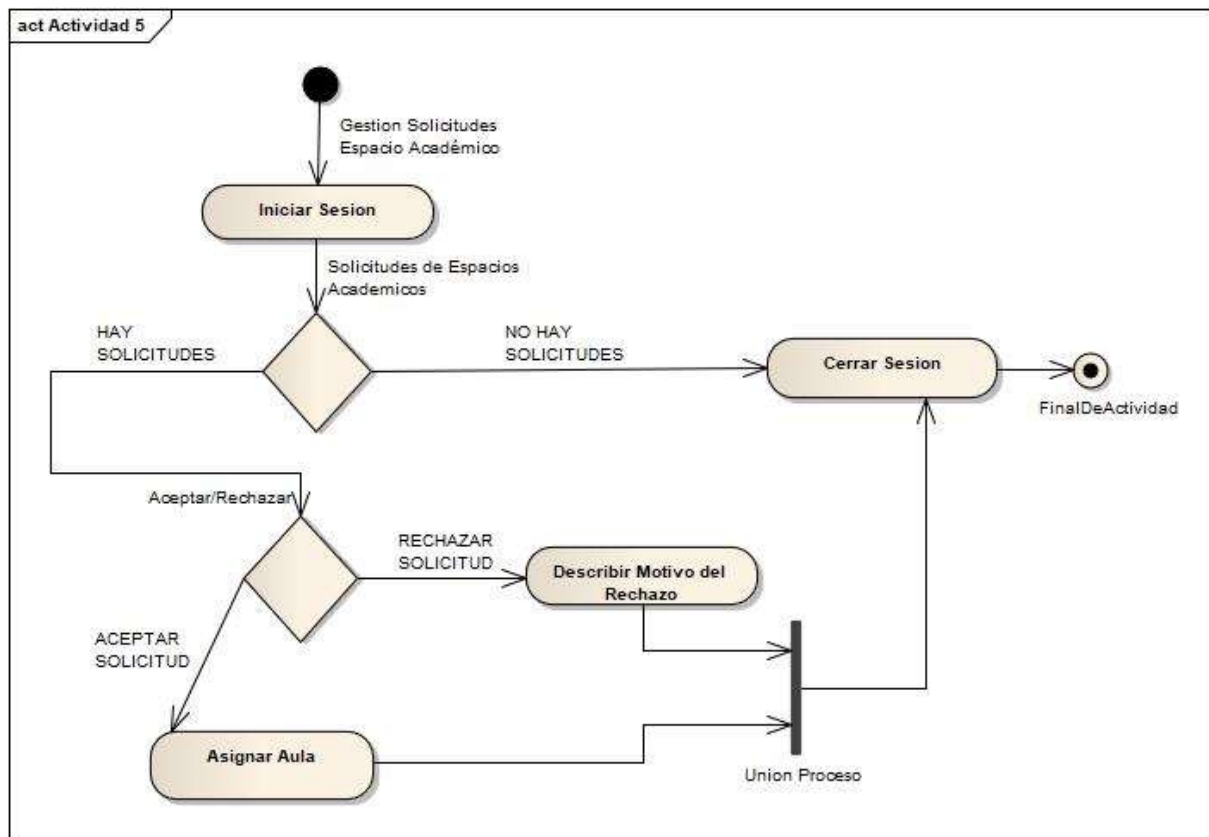 act Actividad 5
Gestion Solicitudes
Espacio Académico
Iniciar Sesion
Solicitudes de Espacios
Academicos
HAY
SOLICITUDES
NO HAY
SOLICITUDES
Cerrar Sesion
FinalDeActividad
Aceptar/Rechazar
RECHAZAR
SOLICITUD
Describir Motivo del
Rechazo
ACEPTAR
SOLICITUD
Asignar Aula
Union Proceso